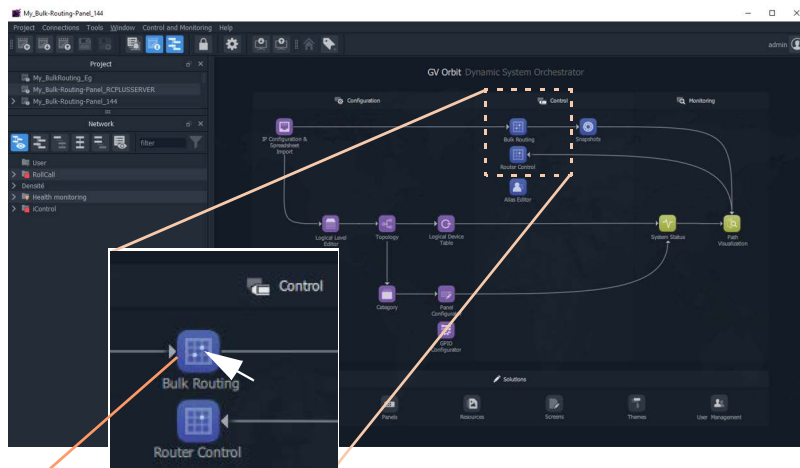 My_Bulk-Routing-Panel_144
Project Connections Tools Window Control and Monitoring Help
admin
Project
My_BulkRouting_Eg
My_Bulk-Routing-Panel_RCPLUSSERVER
My_Bulk-Routing-Panel_144
Network
filter
User
RollCall
Densité
Health monitoring
iControl
GV Orbit Dynamic System Orchestrator
Configuration
Control
Monitoring
IP Configuration &
Spreadsheet
Import
Bulk Routing
Snapshots
Router Control
Alias Editor
Logical Level
Editor
Topology
Logical Device
Table
System Status
Path
Visualization
Category
Panel
Configurator
GPIO
Configurator
Solutions
Panels
Resources
Screens
Themes
User Management
Control
Bulk Routing
Router Control